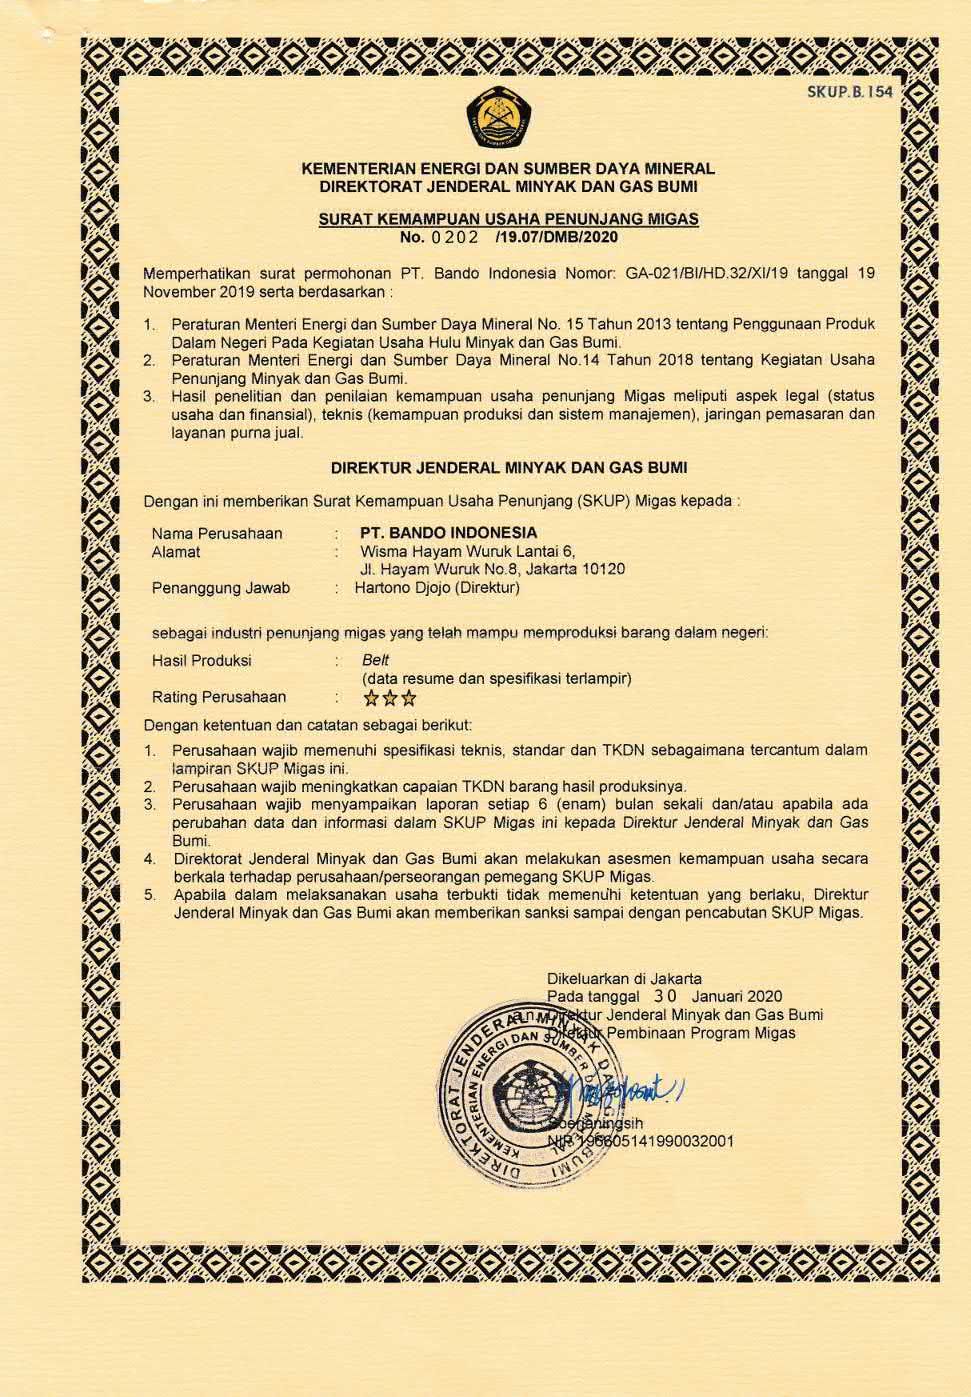 SKUP.B.154
KEMENTERIAN ENERGI DAN SUMBER DAYA MINERAL
DIREKTORAT JENDERAL MINYAK DAN GAS BUMI
SURAT KEMAMPUAN USAHA PENUNJANG MIGAS
No. 0202 /19.07/DMB/2020
Memperhatikan surat permohonan PT. Bando Indonesia Nomor: GA-021/BI/HD.32/XI/19 tanggal 19
November 2019 serta berdasarkan :
1. Peraturan Menteri Energi dan Sumber Daya Mineral No. 15 Tahun 2013 tentang Penggunaan Produk
Dalam Negeri Pada Kegiatan Usaha Hulu Minyak dan Gas Bumi.
2. Peraturan Menteri Energi dan Sumber Daya Mineral No.14 Tahun 2018 tentang Kegiatan Usaha
Penunjang Minyak dan Gas Bumi.
3. Hasil penelitian dan penilaian kemampuan usaha penunjang Migas meliputi aspek legal (status
usaha dan finansial), teknis (kemampuan produksi dan sistem manajemen), jaringan pemasaran dan
layanan purna jual.
DIREKTUR JENDERAL MINYAK DAN GAS BUMI
Dengan ini memberikan Surat Kemampuan Usaha Penunjang (SKUP) Migas kepada :
Nama Perusahaan : PT. BANDO INDONESIA
Alamat : Wisma Hayam Wuruk Lantai 6,
Jl. Hayam Wuruk No.8, Jakarta 10120
Penanggung Jawab : Hartono Djojo (Direktur)
sebagai industri penunjang migas yang telah mampu memproduksi barang dalam negeri:
Hasil Produksi : Belt
(data resume dan spesifikasi terlampir)
Rating Perusahaan :
Dengan ketentuan dan catatan sebagai berikut:
1. Perusahaan wajib memenuhi spesifikasi teknis, standar dan TKDN sebagaimana tercantum dalam
lampiran SKUP Migas ini.
2. Perusahaan wajib meningkatkan capaian TKDN barang hasil produksinya.
3. Perusahaan wajib menyampaikan laporan setiap 6 (enam) bulan sekali dan/atau apabila ada
perubahan data dan informasi dalam SKUP Migas ini kepada Direktur Jenderal Minyak dan Gas
Bumi.
4. Direktorat Jenderal Minyak dan Gas Bumi akan melakukan asesmen kemampuan usaha secara
berkala terhadap perusahaan/perseorangan pemegang SKUP Migas.
5. Apabila dalam melaksanakan usaha terbukti tidak memenuhi ketentuan yang berlaku, Direktur
Jenderal Minyak dan Gas Bumi akan memberikan sanksi sampai dengan pencabutan SKUP Migas.
Dikeluarkan di Jakarta
Pada tanggal 30 Januari 2020
a.n. Direktur Jenderal Minyak dan Gas Bumi
Direktur Pembinaan Program Migas
Soerjaningsih
NIP 196605141990032001
DIREKTORAT JENDERAL MINYAK DAN GAS BUMI
KEMENTERIAN ENERGI DAN SUMBER DAYA MINERAL